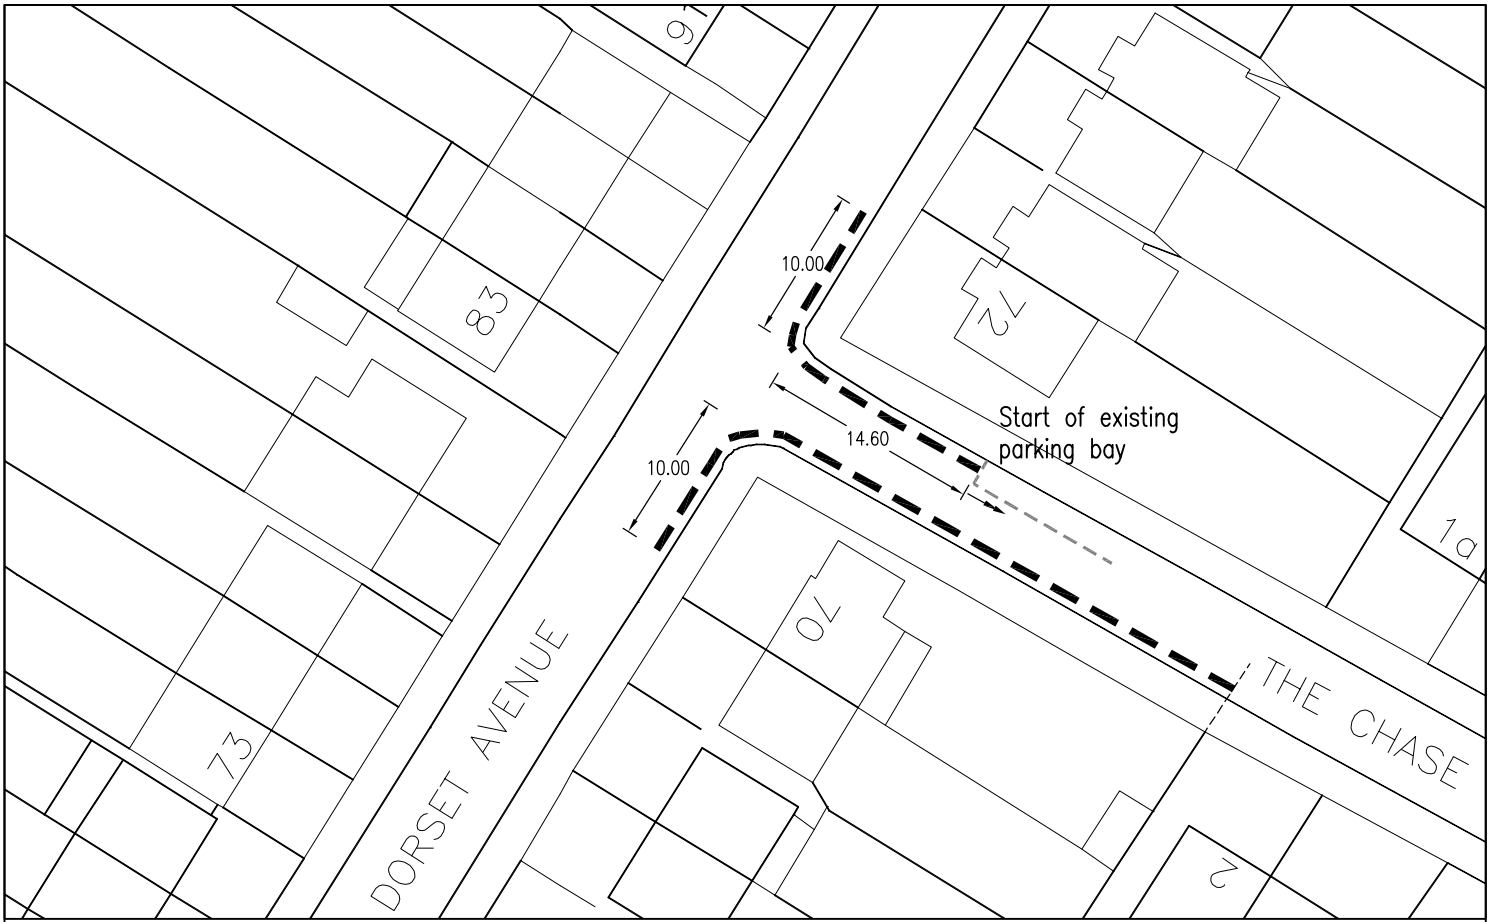 91
10.00
83
72
Start of existing
parking bay
14.60
10.00
1a
70
THE CHASE
DORSET AVENUE
73
2